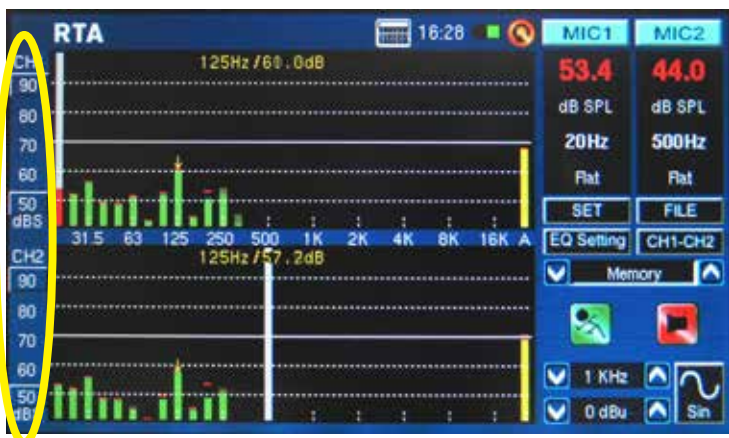 RTA 16:28 MIC1 MIC2
CH1 125Hz/60.0dB
90
80
70
60
50
dBS
31.5 63 125 250 500 1K 2K 4K 8K 16K A
CH2 125Hz/57.2dB
90
80
70
60
50
dBS
53.4 44.0
dB SPL dB SPL
20Hz 500Hz
Flat Flat
SET FILE
EQ Setting CH1-CH2
Memory
1 KHz
0 dBu Sin